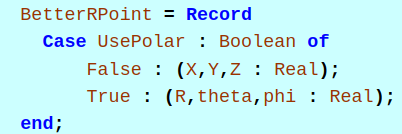 BetterRPoint = Record
Case UsePolar : Boolean of
False : (X,Y,Z : Real);
True : (R,theta,phi : Real);
end;